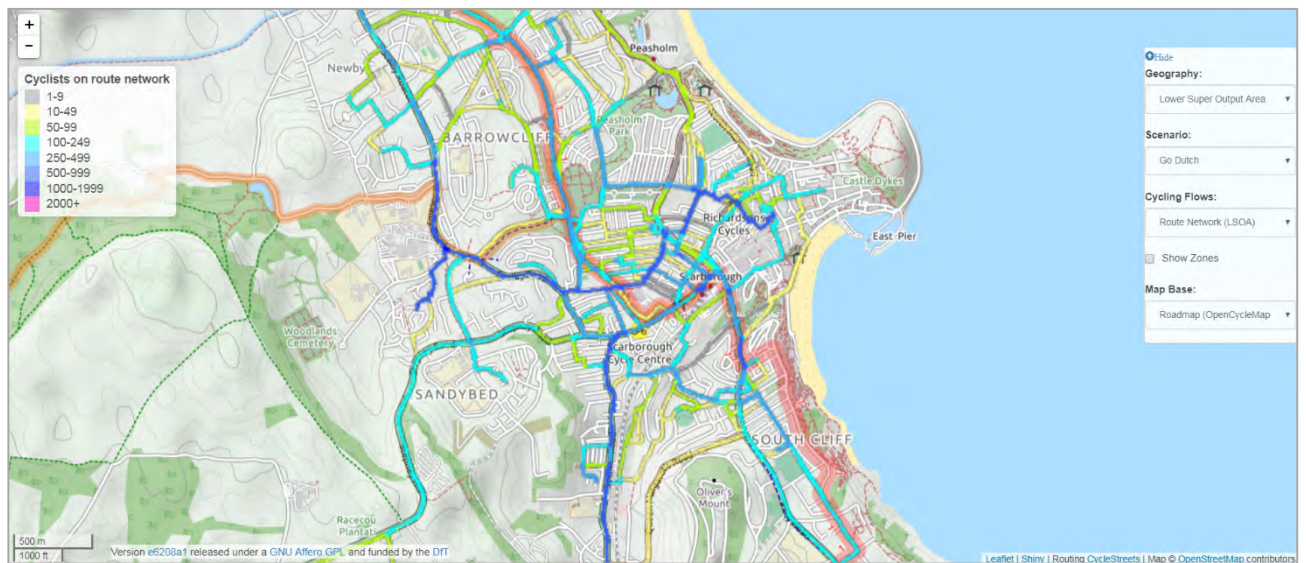 +
−
Cyclists on route network
1-9
10-49
50-99
100-249
250-499
500-999
1000-1999
2000+
Hide
Geography:
Lower Super Output Area
Scenario:
Go Dutch
Cycling Flows:
Route Network (LSOA)
Show Zones
Map Base:
Roadmap (OpenCycleMap
Newby
BARROWCLIFF
Peasholm
Peasholm
Park
Castle Dykes
Richardsons
Cycles
East Pier
Scarborough
Woodlands
Cemetery
Scarborough
Cycle Centre
SANDYBED
SOUTH CLIFF
Oliver's
Mount
Racecou
Plantati
500 m
1000 ft
Version e6208a1 released under a GNU Affero GPL and funded by the DfT
Leaflet | Shiny | Routing CycleStreets | Map © OpenStreetMap contributors